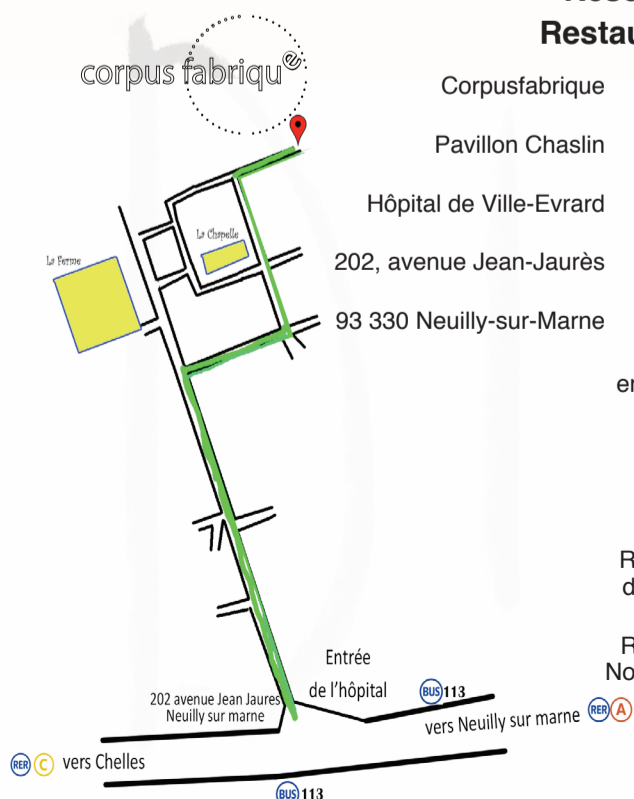 Restau
corpus fabrique
Corpusfabrique
Pavillon Chaslin
Hôpital de Ville-Evrard
La Chapelle
202, avenue Jean-Jaurès
La Ferme
93 330 Neuilly-sur-Marne
er
R
d
R
No
Entrée
de l'hôpital
202 avenue Jean Jaures
Neuilly sur marne
BUS 113
vers Neuilly sur marne RER A
RER C vers Chelles
BUS 113